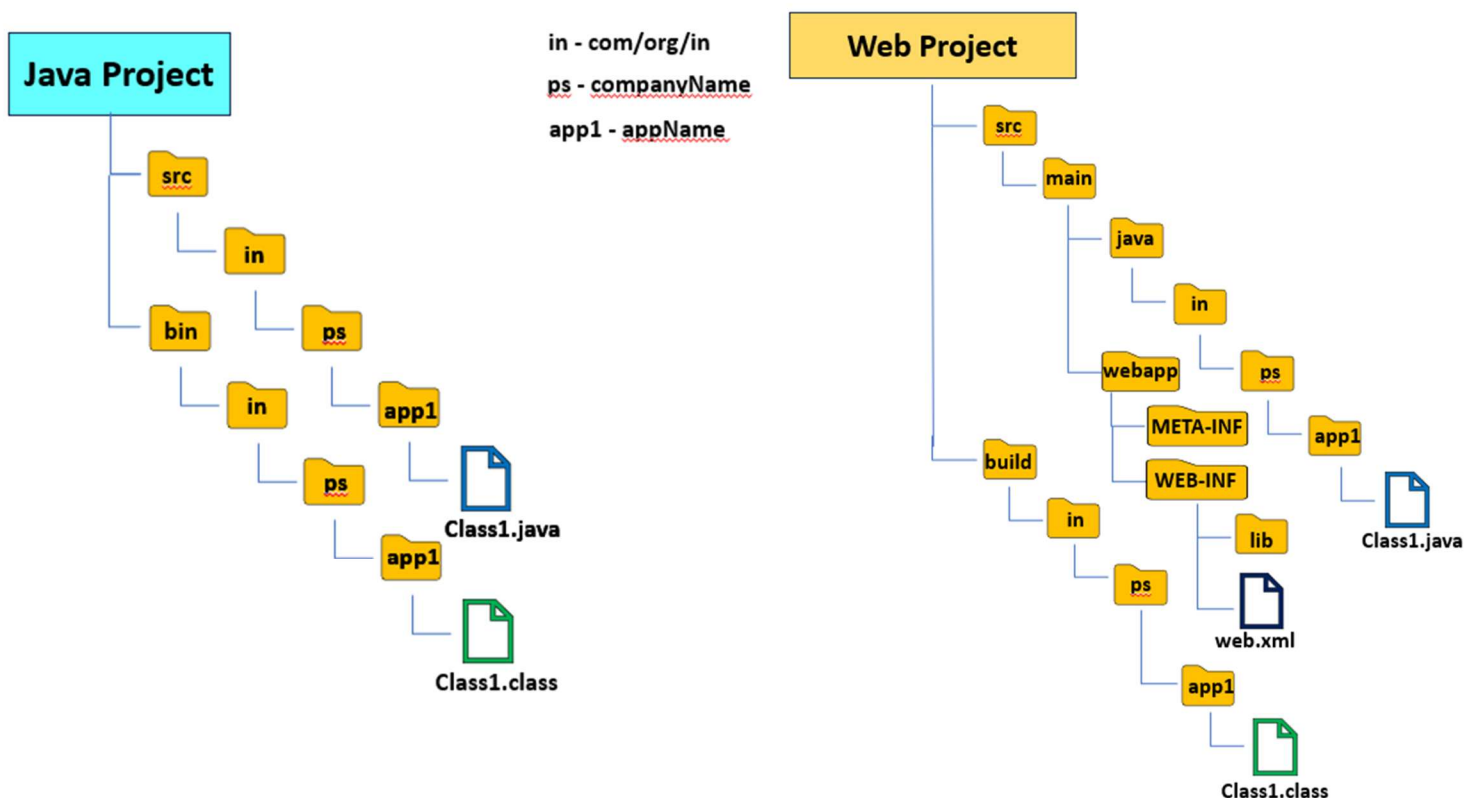 Java Project
src
in
bin
ps
in
app1
ps
Class1.java
app1
Class1.class
in - com/org/in
ps - companyName
app1 - appName
Web Project
src
main
java
in
webapp
ps
META-INF
app1
build
WEB-INF
in
lib
Class1.java
ps
web.xml
app1
Class1.class